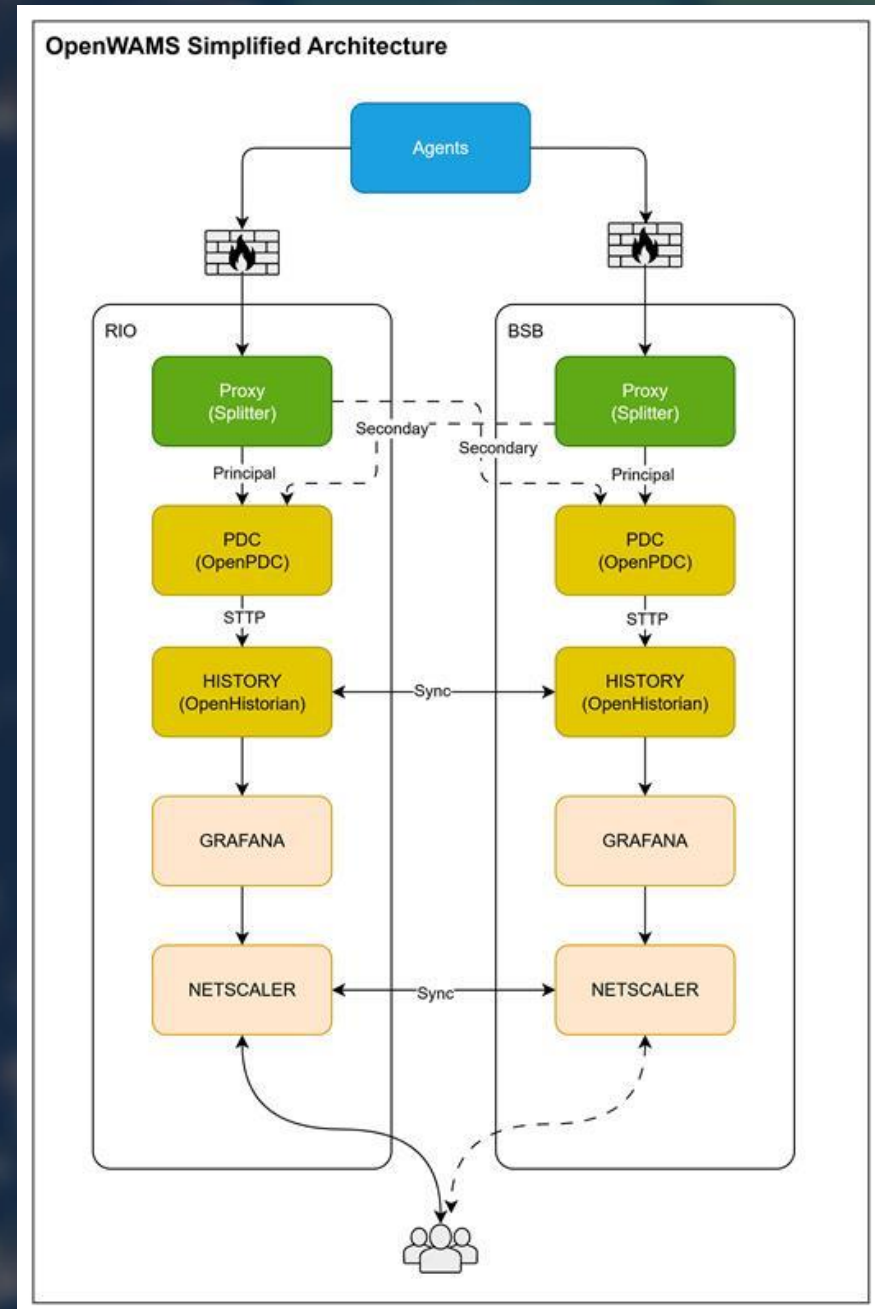 OpenWAMS Simplified Architecture
Agents
RIO
BSB
Proxy
(Splitter)
Proxy
(Splitter)
Seconday
Secondary
Principal
Principal
PDC
(OpenPDC)
PDC
(OpenPDC)
STTP
STTP
HISTORY
(OpenHistorian)
Sync
HISTORY
(OpenHistorian)
GRAFANA
GRAFANA
NETSCALER
Sync
NETSCALER